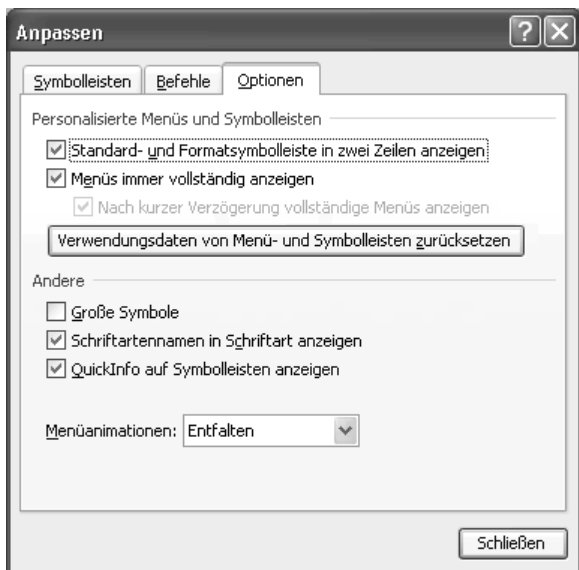 Anpassen
Symbolleisten Befehle Optionen
Personalisierte Menüs und Symbolleisten
Standard- und Formatsymbolleiste in zwei Zeilen anzeigen
Menüs immer vollständig anzeigen
Nach kurzer Verzögerung vollständige Menüs anzeigen
Verwendungsdaten von Menü- und Symbolleisten zurücksetzen
Andere
Große Symbole
Schriftartennamen in Schriftart anzeigen
QuickInfo auf Symbolleisten anzeigen
Menüanimationen: Entfalten
Schließen